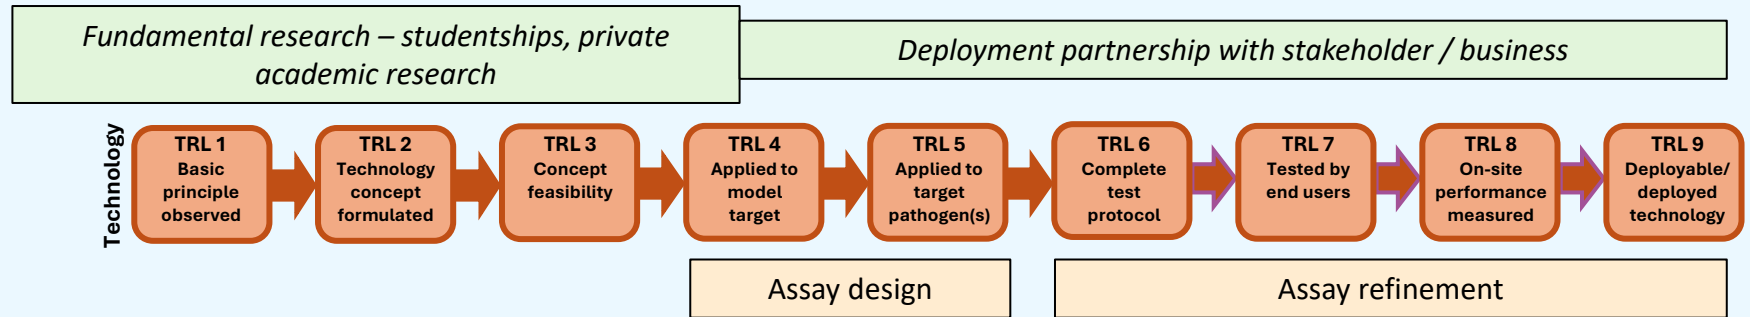 Fundamental research – studentships, private
academic research
Deployment partnership with stakeholder / business
Technology
TRL 1
Basic
principle
observed
TRL 2
Technology
concept
formulated
TRL 3
Concept
feasibility
TRL 4
Applied to
model
target
TRL 5
Applied to
target
pathogen(s)
TRL 6
Complete
test
protocol
TRL 7
Tested by
end users
TRL 8
On-site
performance
measured
TRL 9
Deployable/
deployed
technology
Assay design
Assay refinement